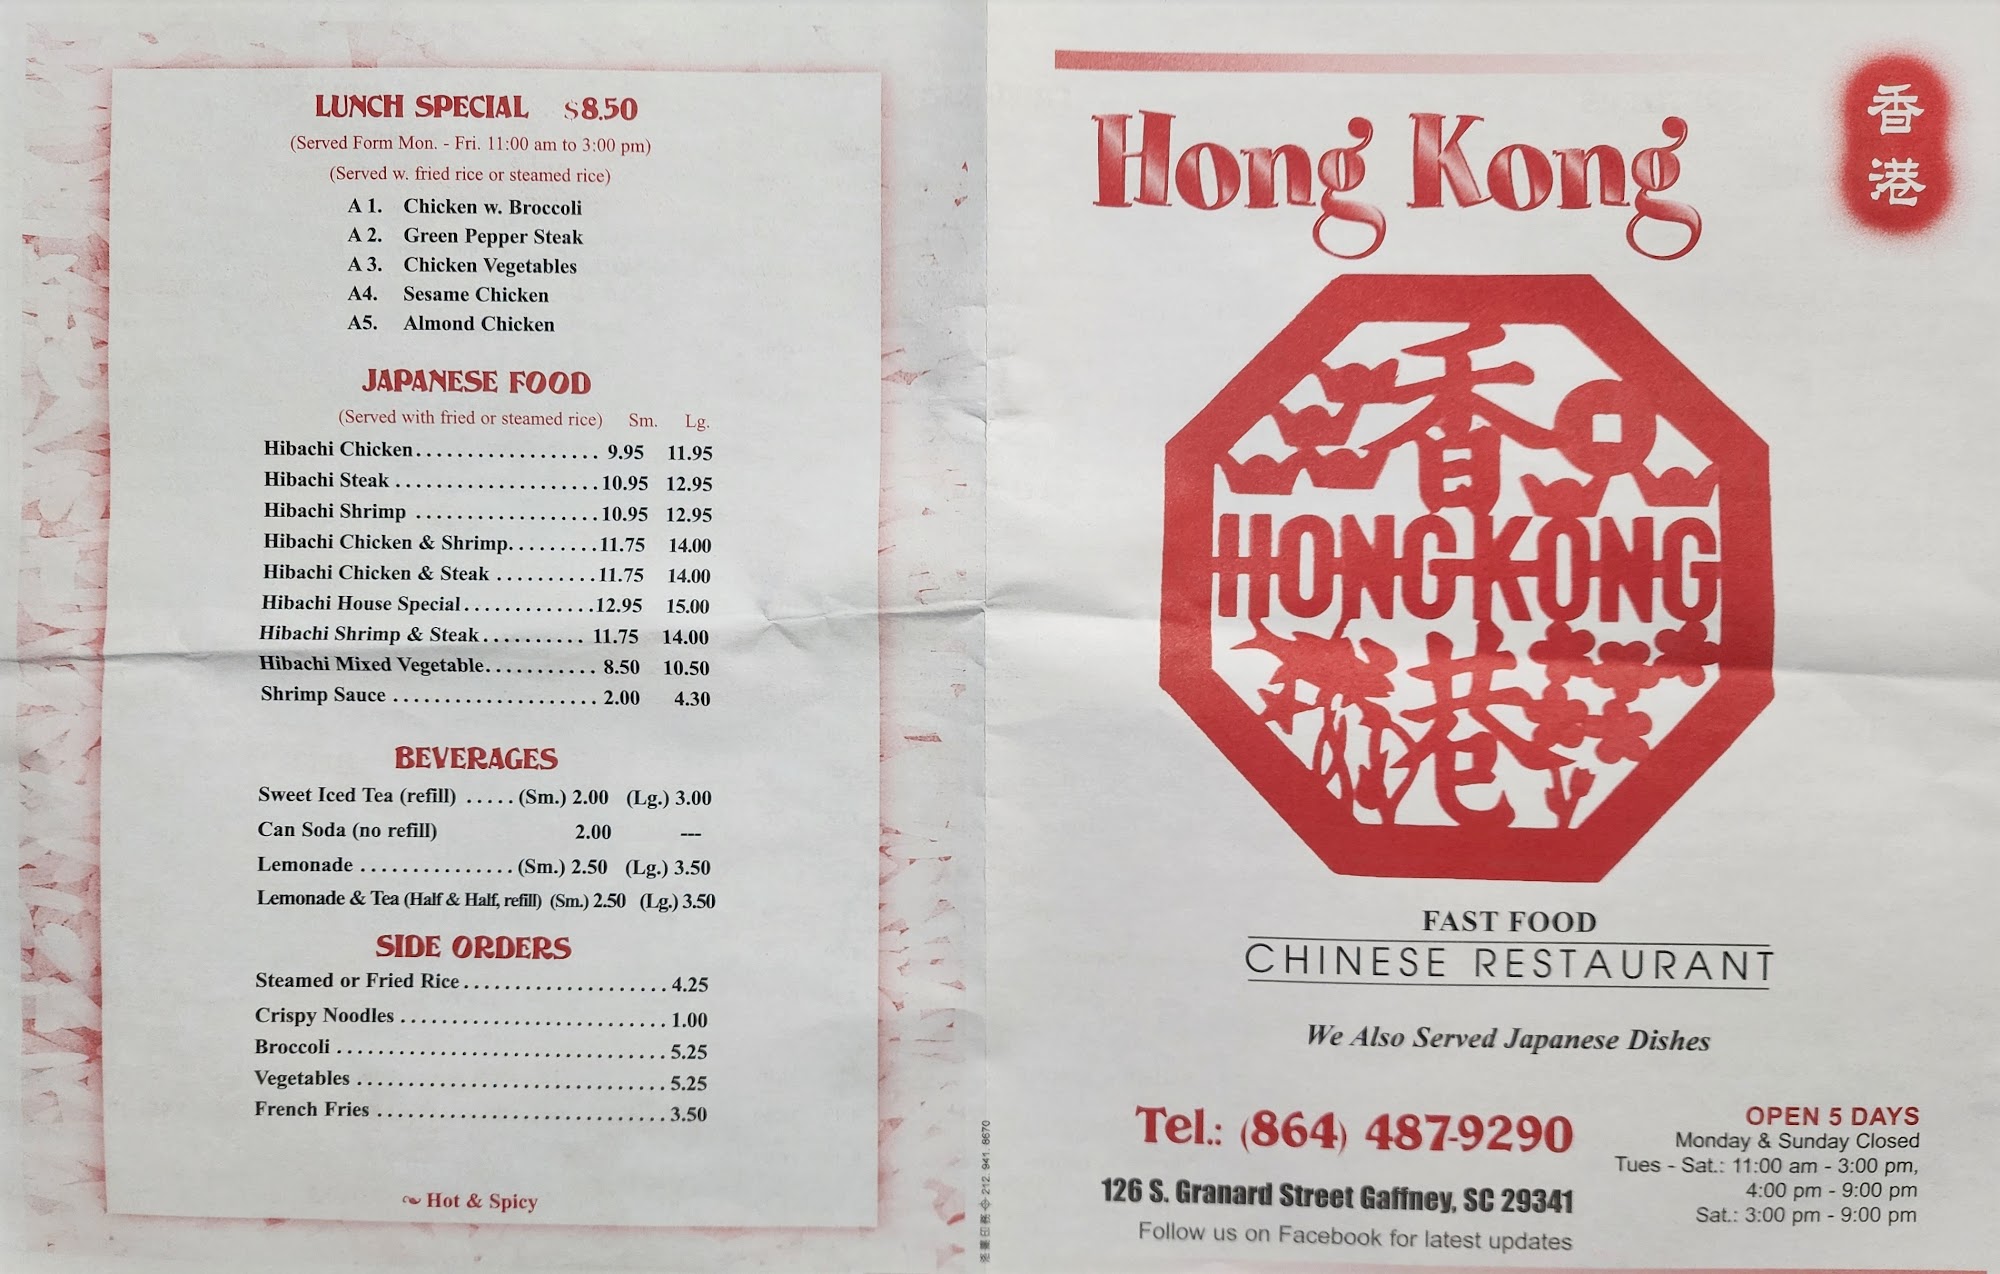 LUNCH SPECIAL $8.50
(Served Form Mon. - Fri. 11:00 am to 3:00 pm)
(Served w. fried rice or steamed rice)
A 1. Chicken w. Broccoli
A 2. Green Pepper Steak
A 3. Chicken Vegetables
A4. Sesame Chicken
A5. Almond Chicken
JAPANESE FOOD
(Served with fried or steamed rice) Sm. Lg.
Hibachi Chicken.................. 9.95 11.95
Hibachi Steak ....................10.95 12.95
Hibachi Shrimp ..................10.95 12.95
Hibachi Chicken & Shrimp.........11.75 14.00
Hibachi Chicken & Steak ..........11.75 14.00
Hibachi House Special.............12.95 15.00
Hibachi Shrimp & Steak.......... 11.75 14.00
Hibachi Mixed Vegetable........... 8.50 10.50
Shrimp Sauce .................... 2.00 4.30
BEVERAGES
Sweet Iced Tea (refill) .....(Sm.) 2.00 (Lg.) 3.00
Can Soda (no refill) 2.00 ---
Lemonade ...............(Sm.) 2.50 (Lg.) 3.50
Lemonade & Tea (Half & Half, refill) (Sm.) 2.50 (Lg.) 3.50
SIDE ORDERS
Steamed or Fried Rice.................... 4.25
Crispy Noodles .......................... 1.00
Broccoli ................................ 5.25
Vegetables .............................. 5.25
French Fries ............................ 3.50
Hot & Spicy
212. 941. 8670
Hong Kong
香
港
香
HONG KONG
港
FAST FOOD
CHINESE RESTAURANT
We Also Served Japanese Dishes
Tel.: (864) 487-9290
126 S. Granard Street Gaffney, SC 29341
Follow us on Facebook for latest updates
OPEN 5 DAYS
Monday & Sunday Closed
Tues - Sat.: 11:00 am - 3:00 pm,
4:00 pm - 9:00 pm
Sat.: 3:00 pm - 9:00 pm